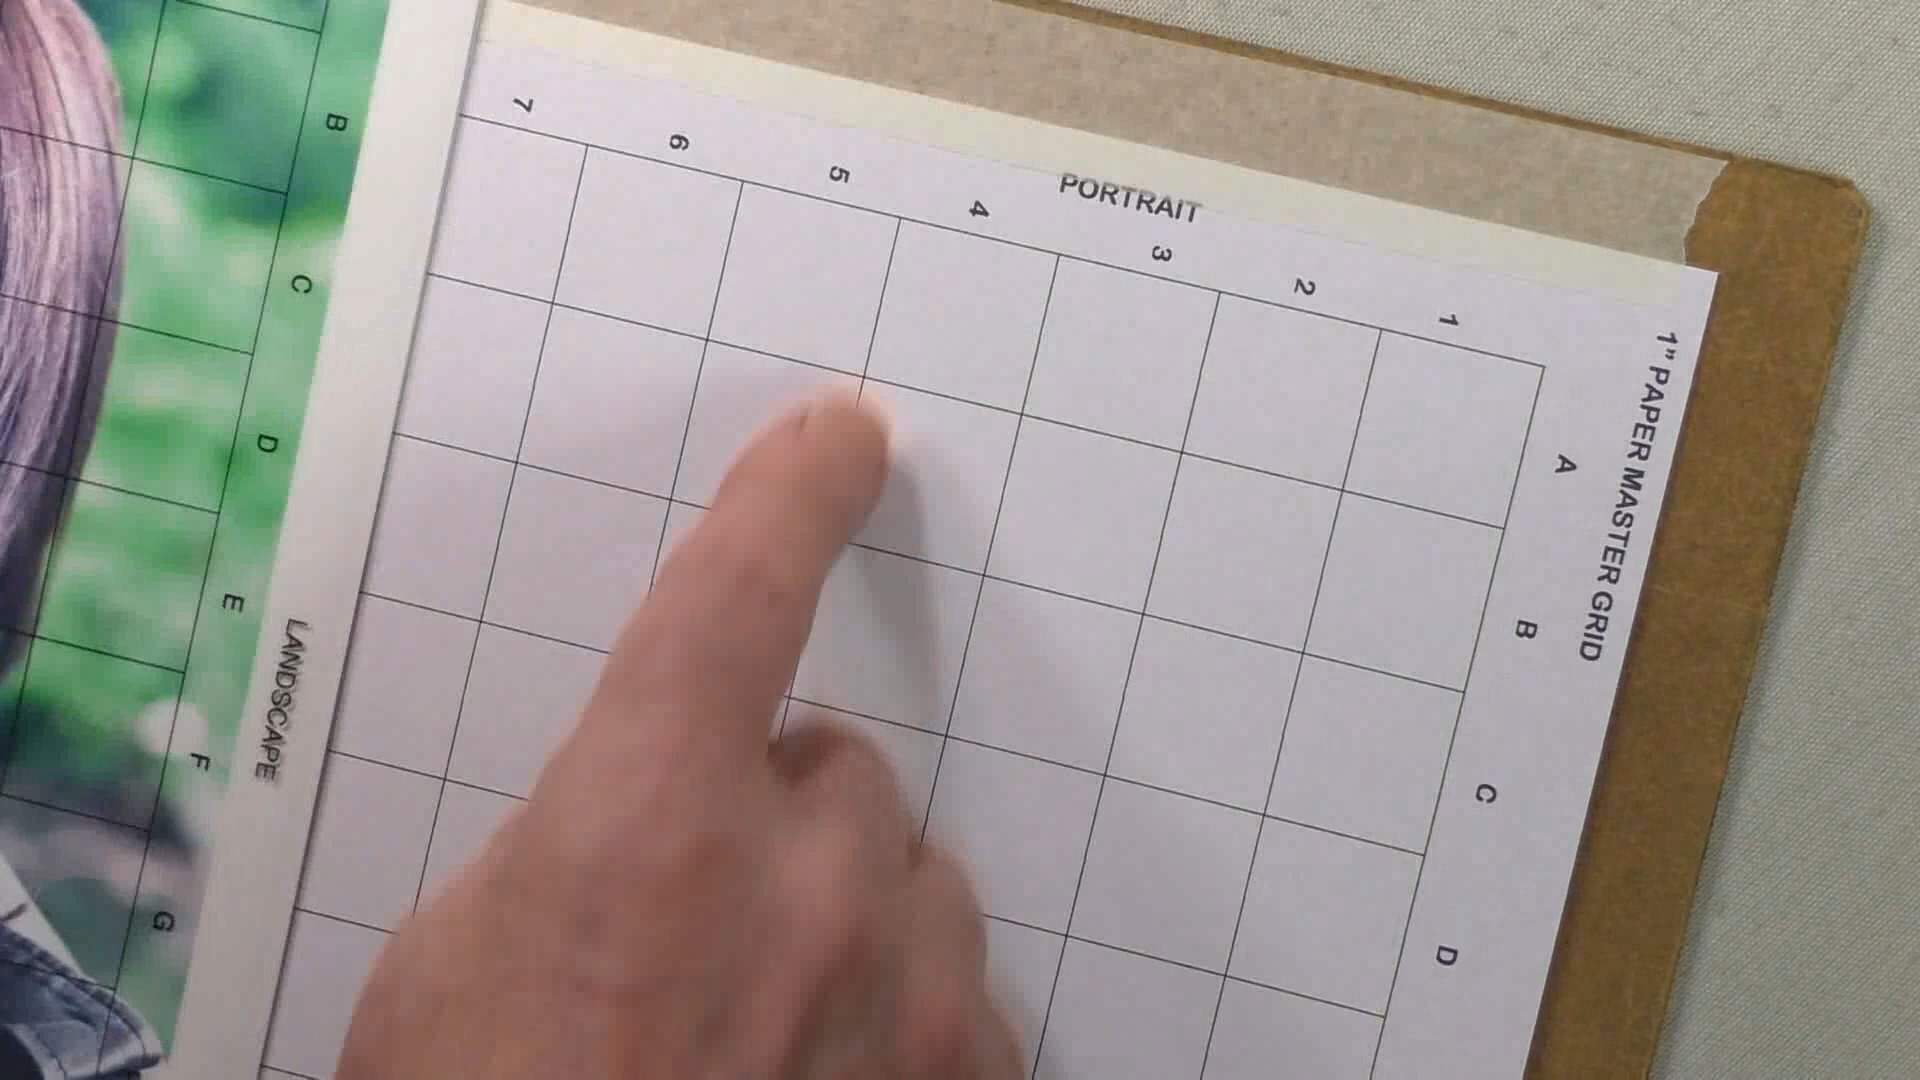 1" PAPER MASTER GRID
PORTRAIT
7
6
5
4
3
2
1
A
B
C
D
LANDSCAPE
B
C
D
E
F
G